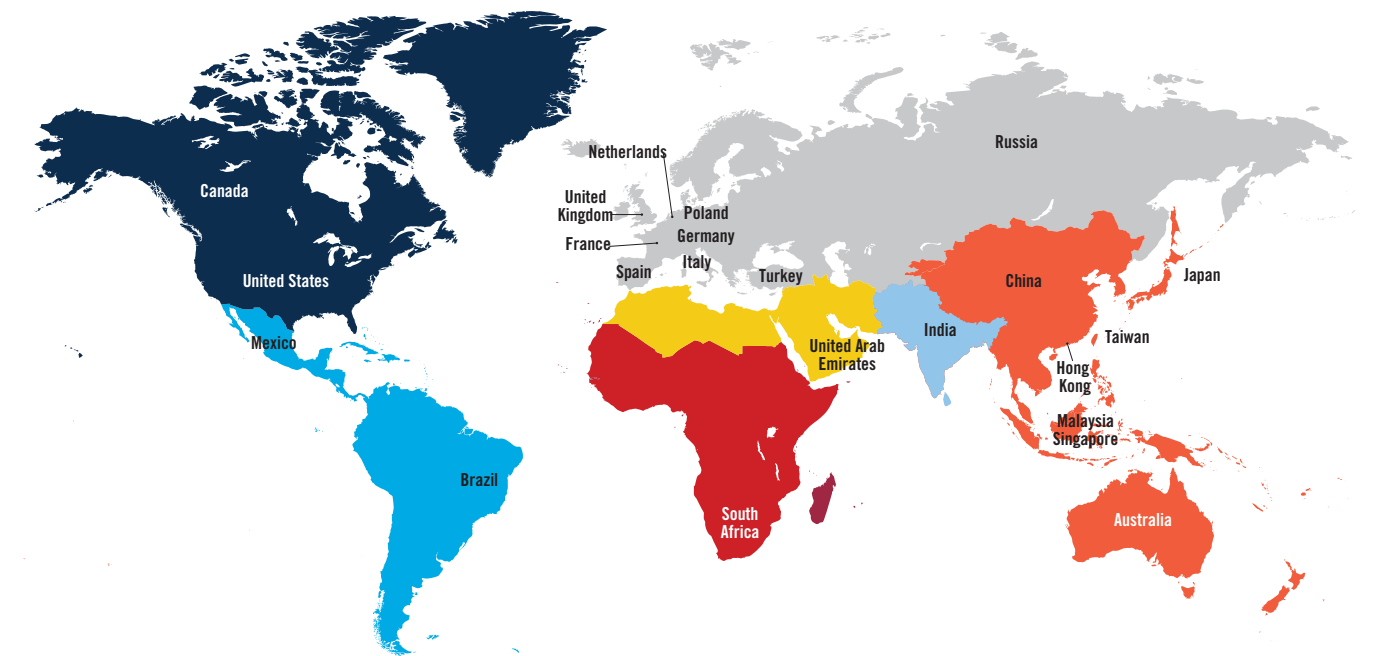 Canada
United States
Mexico
Brazil
Netherlands
United
Kingdom
France
Spain
Poland
Germany
Italy
Turkey
Russia
United Arab
Emirates
South
Africa
India
China
Japan
Taiwan
Hong
Kong
Malaysia
Singapore
Australia